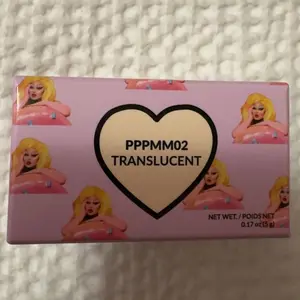 PPPMM02
TRANSLUCENT
NET WET. / POIDS NET
0.17 oz (5 g)